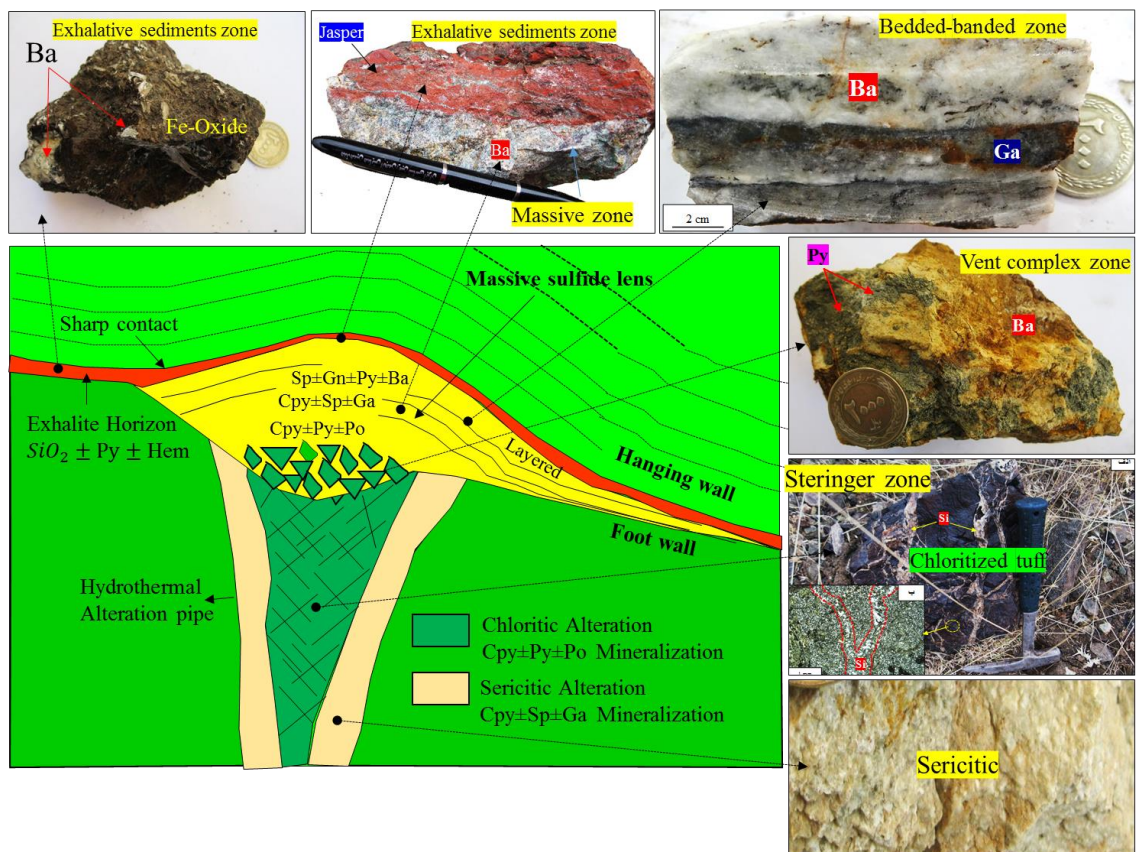 Exhalative sediments zone
Ba
Fe-Oxide
Jasper
Exhalative sediments zone
Ba
Massive zone
Bedded-banded zone
Ba
Ga
2 cm
Vent complex zone
Py
Ba
Steringer zone
Si
Chloritized tuff
Si
Sericitic
Massive sulfide lens
Sharp contact
Sp±Gn±Py±Ba
Cpy±Sp±Ga
Cpy±Py±Po
Exhalite Horizon
SiO₂ ± Py ± Hem
Layered
Hanging wall
Foot wall
Hydrothermal
Alteration pipe
Chloritic Alteration
Cpy±Py±Po Mineralization
Sericitic Alteration
Cpy±Sp±Ga Mineralization